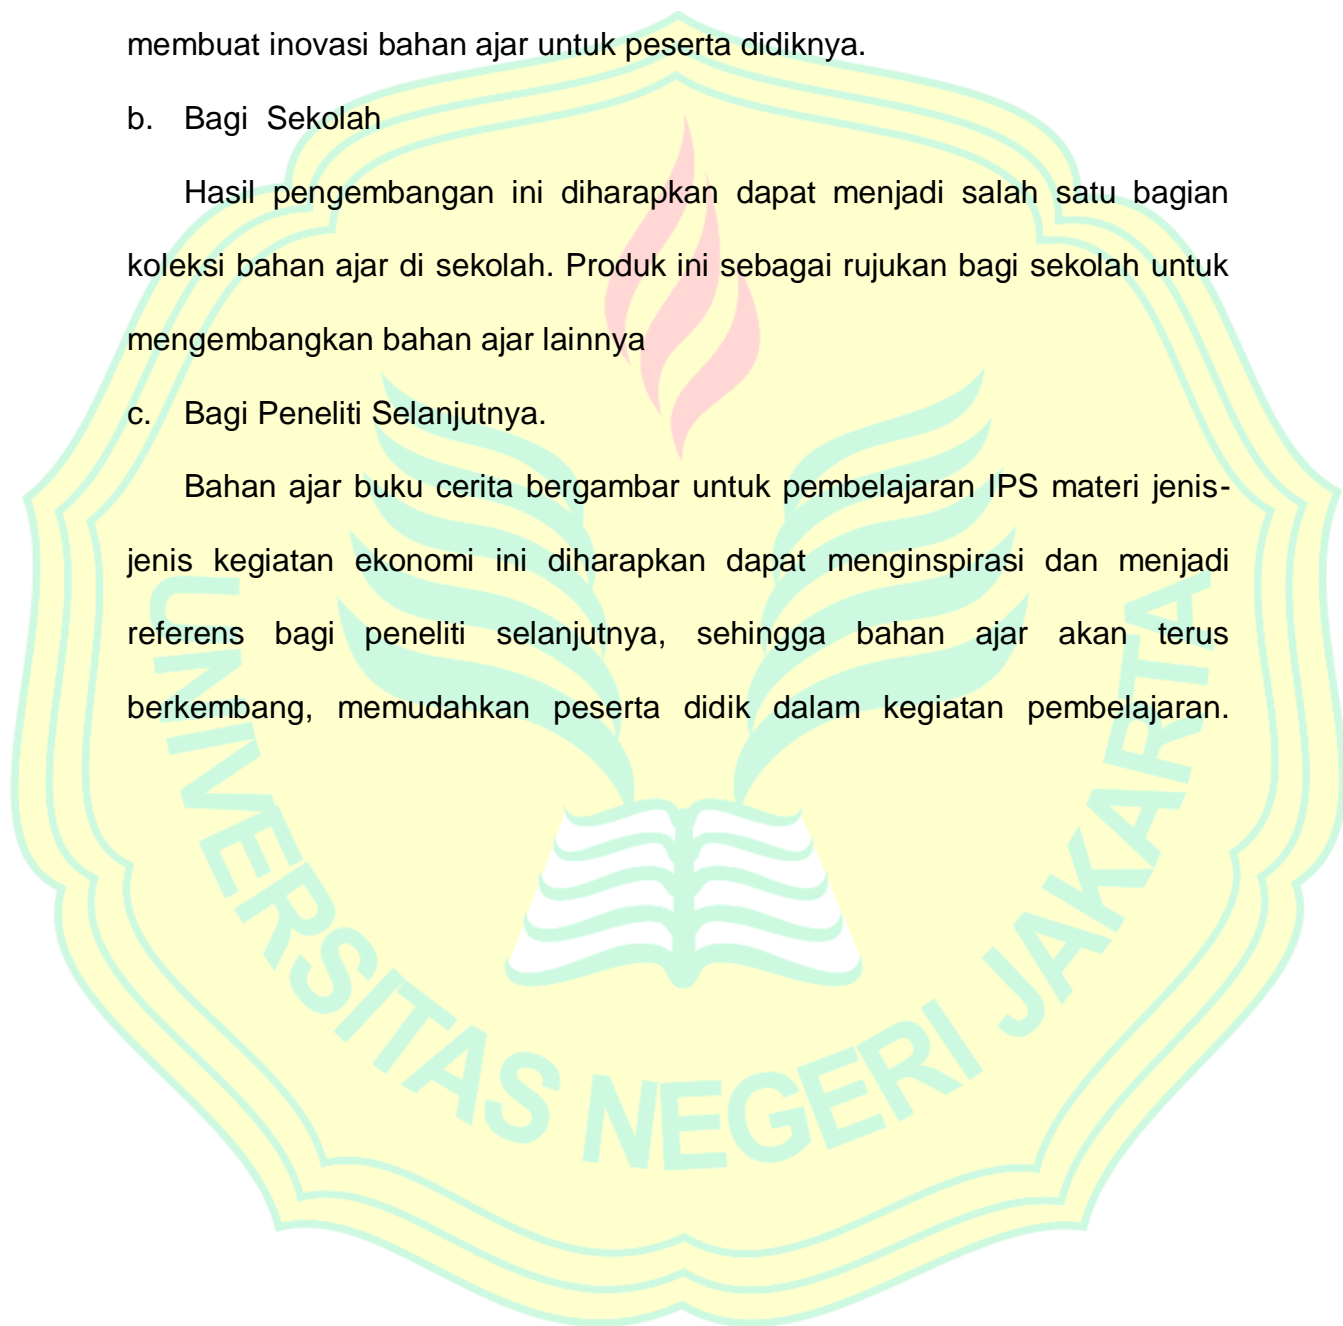 membuat inovasi bahan ajar untuk peserta didiknya.
b. Bagi Sekolah
Hasil pengembangan ini diharapkan dapat menjadi salah satu bagian
koleksi bahan ajar di sekolah. Produk ini sebagai rujukan bagi sekolah untuk
mengembangkan bahan ajar lainnya
c. Bagi Peneliti Selanjutnya.
Bahan ajar buku cerita bergambar untuk pembelajaran IPS materi jenis-
jenis kegiatan ekonomi ini diharapkan dapat menginspirasi dan menjadi
referens bagi peneliti selanjutnya, sehingga bahan ajar akan terus
berkembang, memudahkan peserta didik dalam kegiatan pembelajaran.
UNIVERSITAS NEGERI JAKARTA